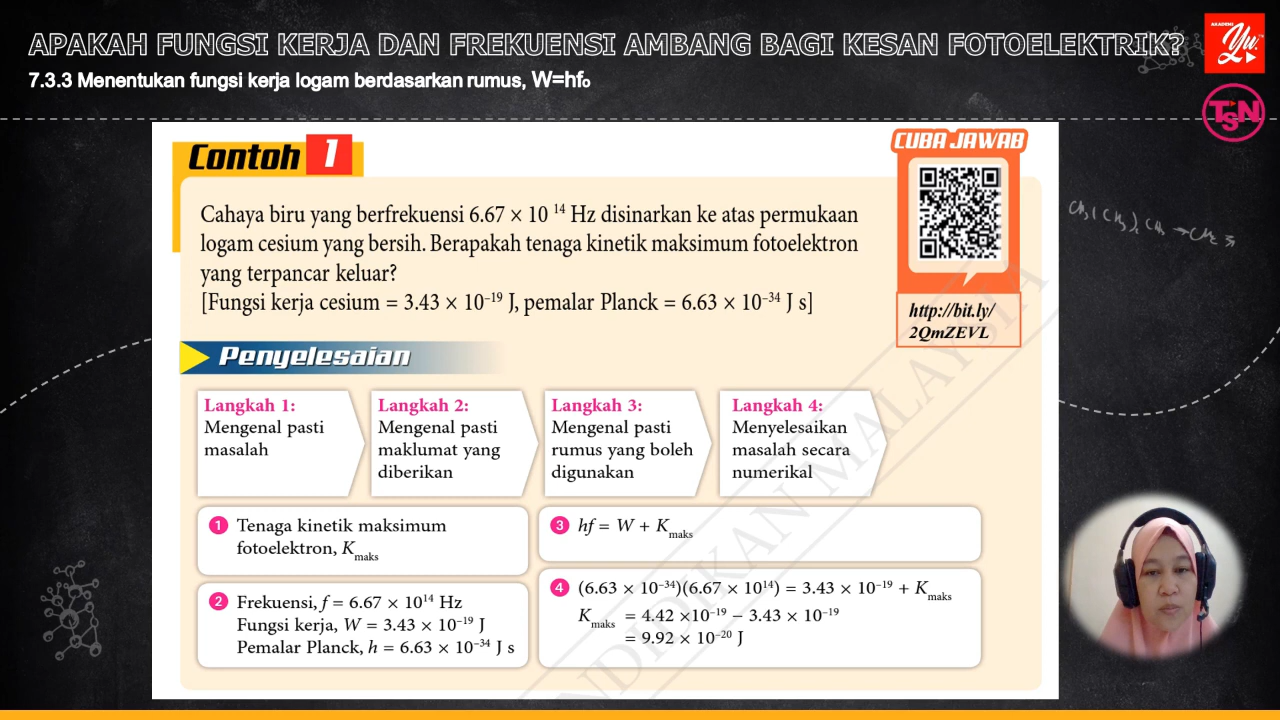 APAKAH FUNGSI KERJA DAN FREKUENSI AMBANG BAGI KESAN FOTOELEKTRIK?
7.3.3 Menentukan fungsi kerja logam berdasarkan rumus, W=hf₀
AKADEMI
Yu.
TSN
Contoh 1
CUBA JAWAB
Cahaya biru yang berfrekuensi 6.67 × 10 ¹⁴ Hz disinarkan ke atas permukaan
logam cesium yang bersih. Berapakah tenaga kinetik maksimum fotoelektron
yang terpancar keluar?
[Fungsi kerja cesium = 3.43 × 10⁻¹⁹ J, pemalar Planck = 6.63 × 10⁻³⁴ J s]
http://bit.ly/
2QmZEVL
Penyelesaian
Langkah 1:
Mengenal pasti
masalah
Langkah 2:
Mengenal pasti
maklumat yang
diberikan
Langkah 3:
Mengenal pasti
rumus yang boleh
digunakan
Langkah 4:
Menyelesaikan
masalah secara
numerikal
1 Tenaga kinetik maksimum
fotoelektron, Kmaks
2 Frekuensi, f = 6.67 × 10¹⁴ Hz
Fungsi kerja, W = 3.43 × 10⁻¹⁹ J
Pemalar Planck, h = 6.63 × 10⁻³⁴ J s
3 hf = W + Kmaks
4 (6.63 × 10⁻³⁴)(6.67 × 10¹⁴) = 3.43 × 10⁻¹⁹ + Kmaks
Kmaks = 4.42 ×10⁻¹⁹ − 3.43 × 10⁻¹⁹
= 9.92 × 10⁻²⁰ J
NDIDIKAN MALAYSIA